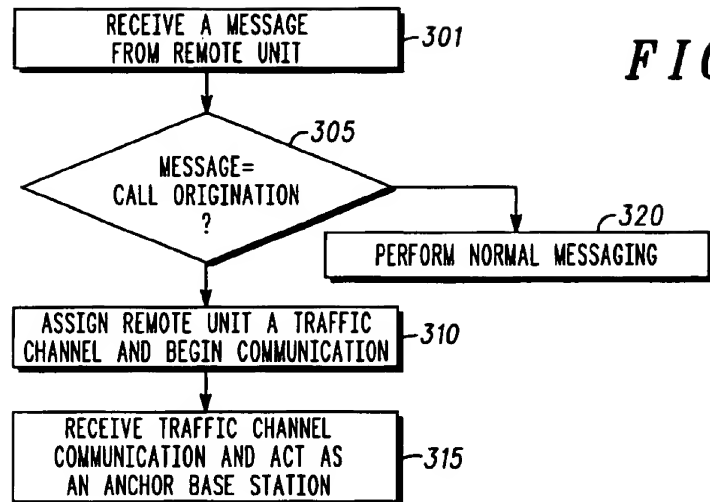 RECEIVE A MESSAGE
FROM REMOTE UNIT
301
FIG
305
MESSAGE=
CALL ORIGINATION
?
320
PERFORM NORMAL MESSAGING
ASSIGN REMOTE UNIT A TRAFFIC
CHANNEL AND BEGIN COMMUNICATION
310
RECEIVE TRAFFIC CHANNEL
COMMUNICATION AND ACT AS
AN ANCHOR BASE STATION
315